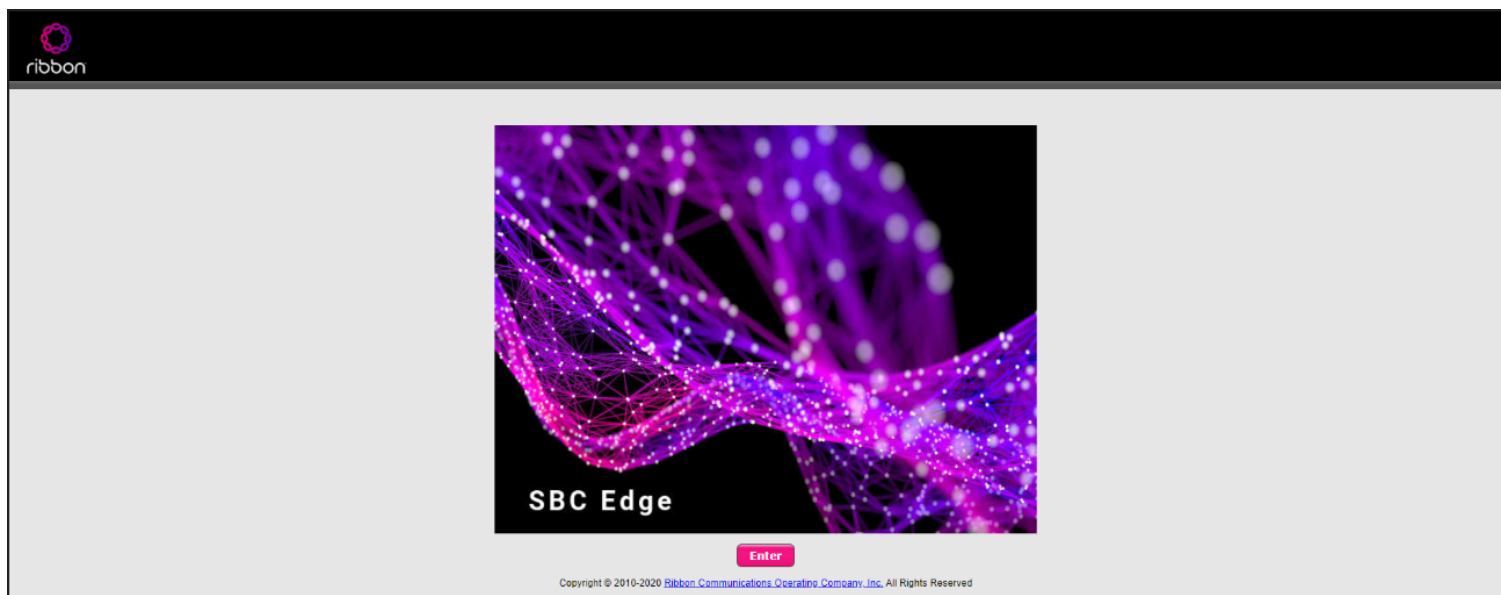 ribbon
SBC Edge
Enter
Copyright © 2010-2020 Ribbon Communications Operating Company, Inc. All Rights Reserved